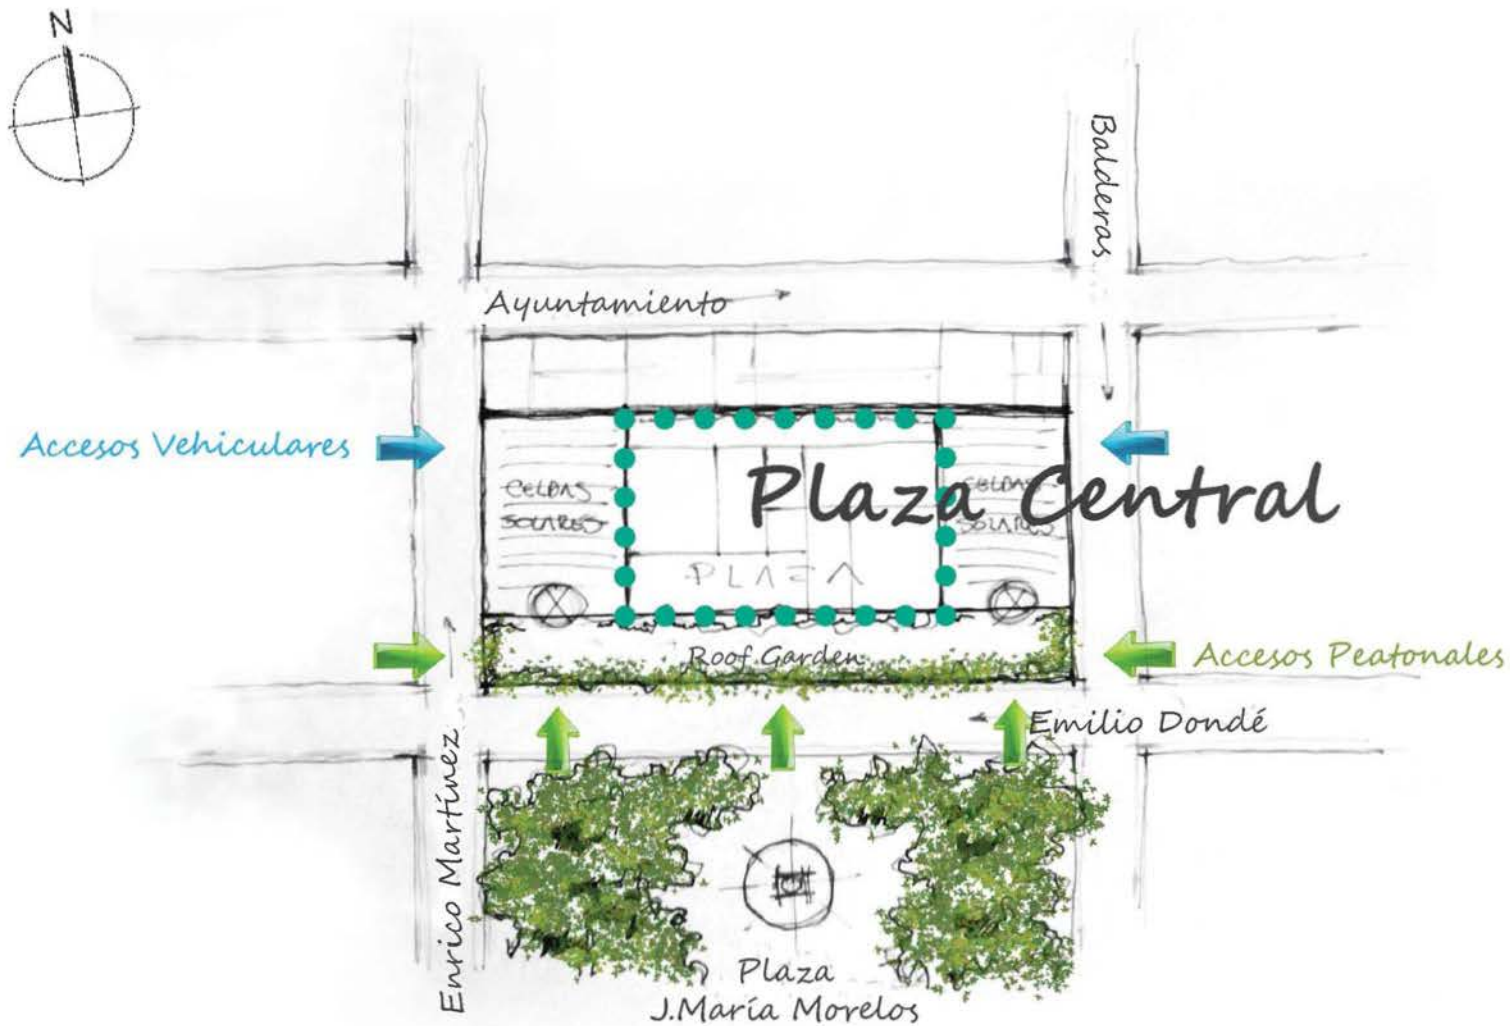 N
Balderas
Ayuntamiento
Accesos Vehiculares
Plaza Central
CELDAS
SOLARES
CELDAS
SOLARES
PLAZA
Roof Garden
Accesos Peatonales
Emilio Dondé
Enrico Martínez
Plaza
J.María Morelos